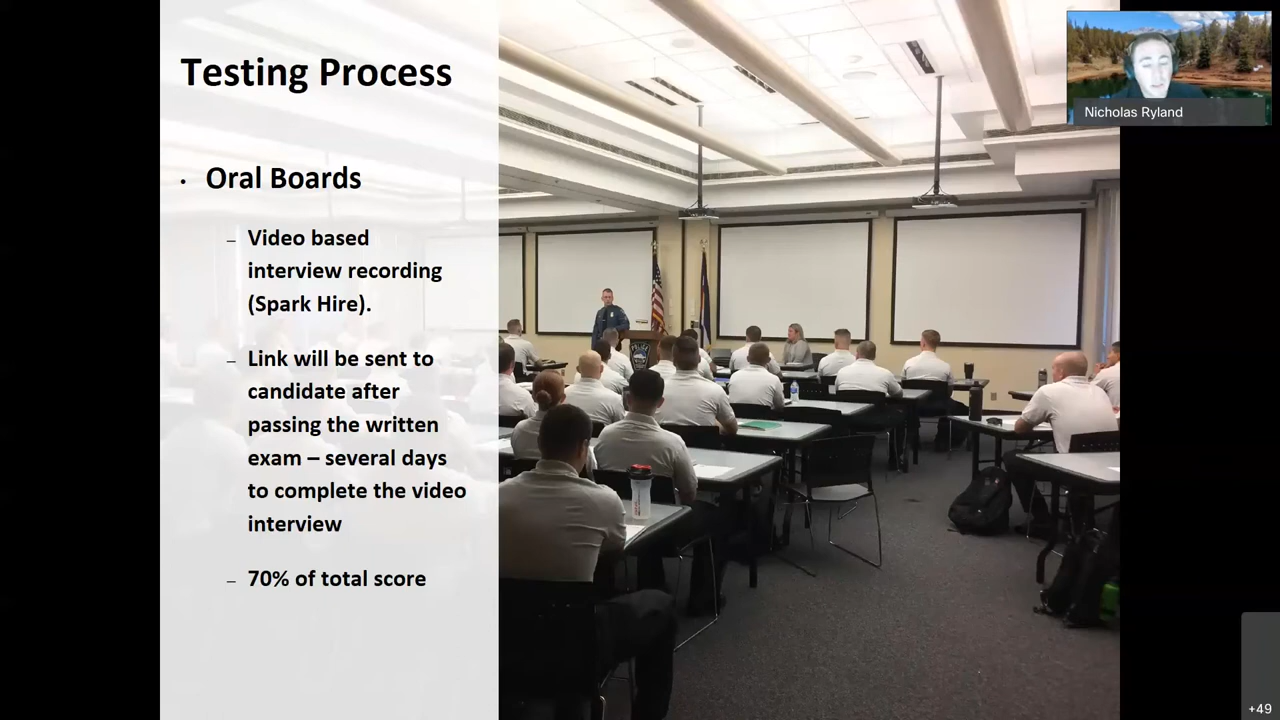 Testing Process
• Oral Boards
– Video based
interview recording
(Spark Hire).
– Link will be sent to
candidate after
passing the written
exam – several days
to complete the video
interview
– 70% of total score
Nicholas Ryland
POLICE
+49